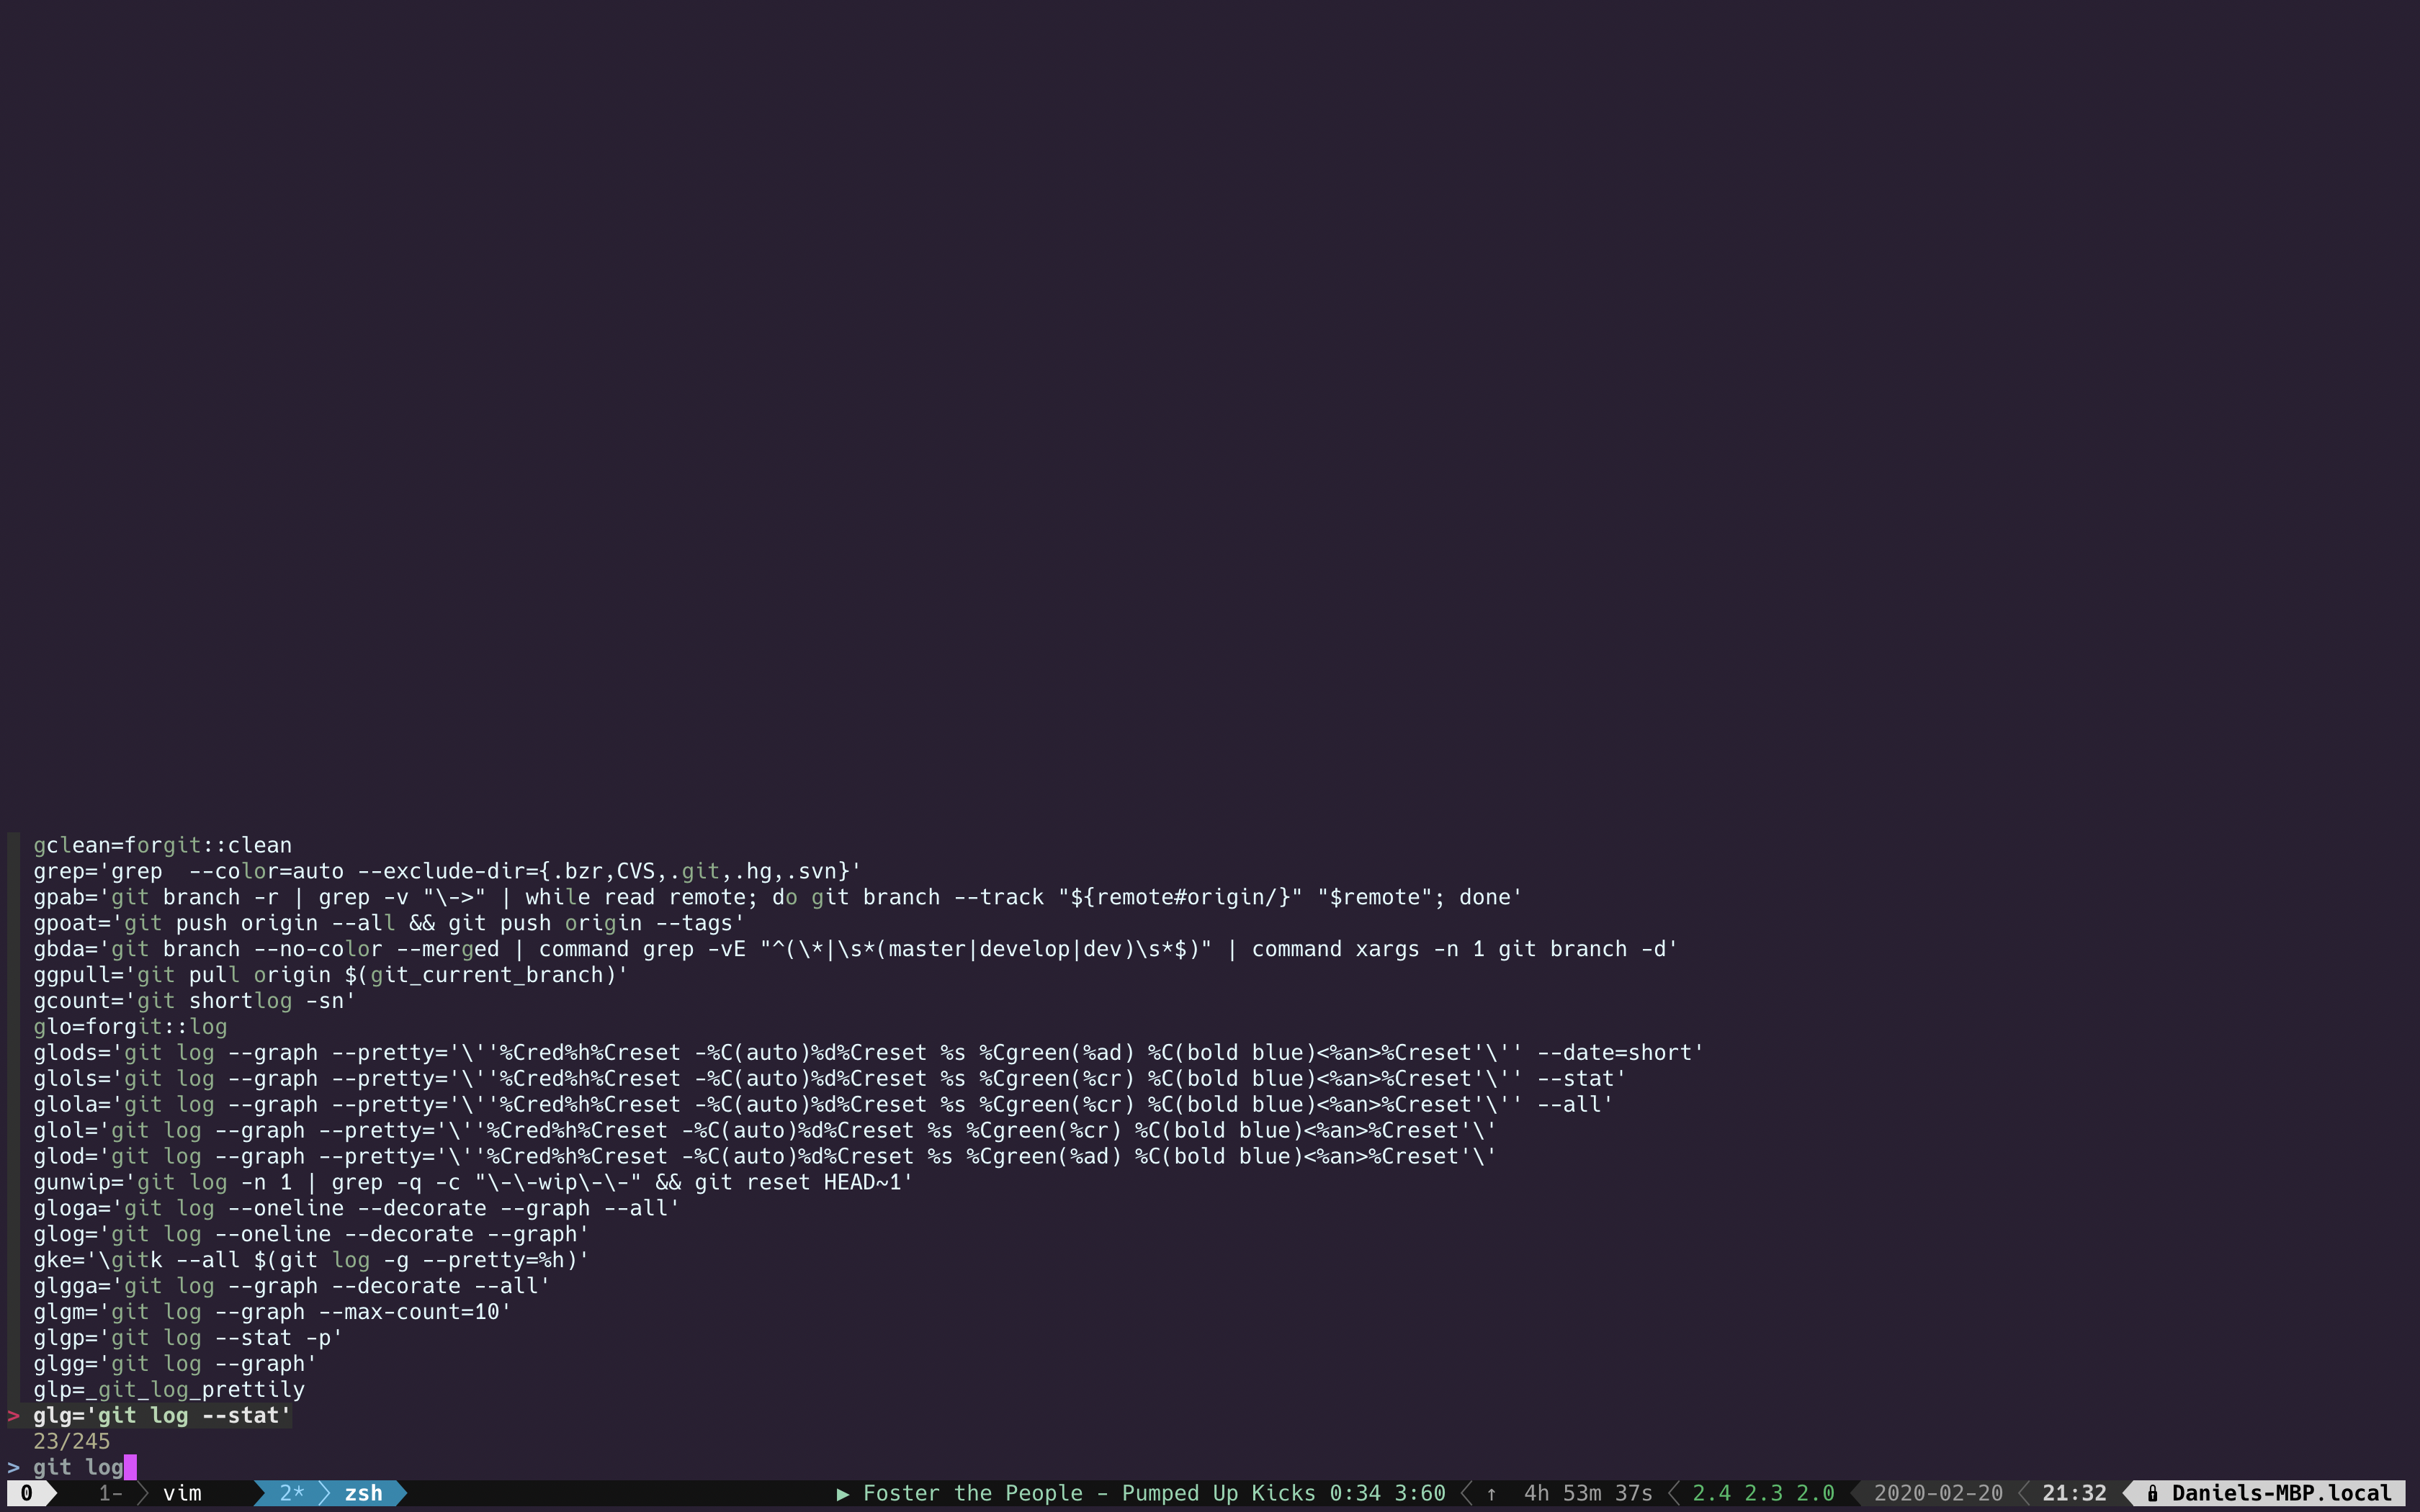 gclean=forgit::clean
grep='grep  --color=auto --exclude-dir={.bzr,CVS,.git,.hg,.svn}'
gpab='git branch -r | grep -v "\->" | while read remote; do git branch --track "${remote#origin/}" "$remote"; done'
gpoat='git push origin --all && git push origin --tags'
gbda='git branch --no-color --merged | command grep -vE "^(\*|\s*(master|develop|dev)\s*$)" | command xargs -n 1 git branch -d'
ggpull='git pull origin $(git_current_branch)'
gcount='git shortlog -sn'
glo=forgit::log
glods='git log --graph --pretty='\''%Cred%h%Creset -%C(auto)%d%Creset %s %Cgreen(%ad) %C(bold blue)<%an>%Creset'\'' --date=short'
glols='git log --graph --pretty='\''%Cred%h%Creset -%C(auto)%d%Creset %s %Cgreen(%cr) %C(bold blue)<%an>%Creset'\'' --stat'
glola='git log --graph --pretty='\''%Cred%h%Creset -%C(auto)%d%Creset %s %Cgreen(%cr) %C(bold blue)<%an>%Creset'\'' --all'
glol='git log --graph --pretty='\''%Cred%h%Creset -%C(auto)%d%Creset %s %Cgreen(%cr) %C(bold blue)<%an>%Creset'\'
glod='git log --graph --pretty='\''%Cred%h%Creset -%C(auto)%d%Creset %s %Cgreen(%ad) %C(bold blue)<%an>%Creset'\'
gunwip='git log -n 1 | grep -q -c "\-\-wip\-\-" && git reset HEAD~1'
gloga='git log --oneline --decorate --graph --all'
glog='git log --oneline --decorate --graph'
gke='\gitk --all $(git log -g --pretty=%h)'
glgga='git log --graph --decorate --all'
glgm='git log --graph --max-count=10'
glgp='git log --stat -p'
glgg='git log --graph'
glp=_git_log_prettily
> glg='git log --stat'
23/245
> git log
0 1- vim 2* zsh ▶ Foster the People - Pumped Up Kicks 0:34 3:60 ↑ 4h 53m 37s 2.4 2.3 2.0 2020-02-20 21:32 Daniels-MBP.local